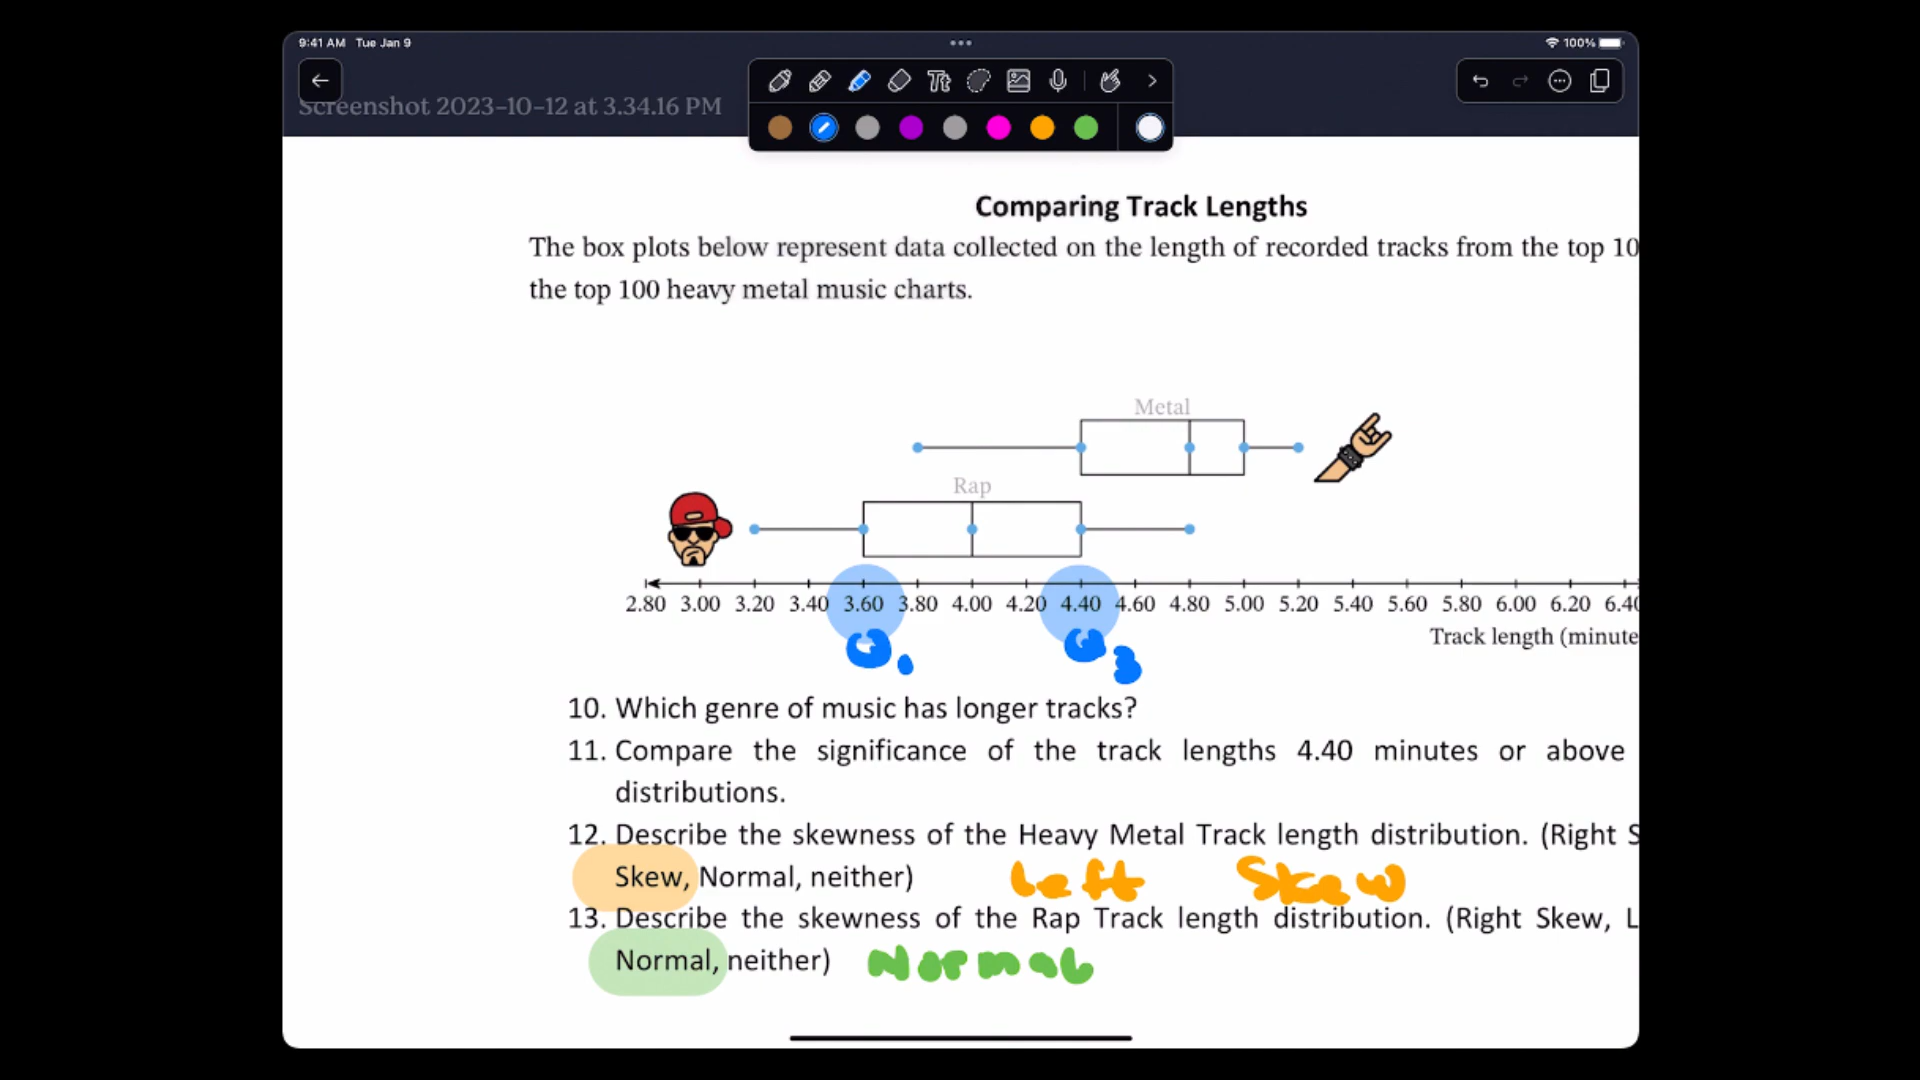 9:41 AM Tue Jan 9
100%
Screenshot 2023-10-12 at 3.34.16 PM
Tt
Comparing Track Lengths
The box plots below represent data collected on the length of recorded tracks from the top 10
the top 100 heavy metal music charts.
Metal
Rap
2.80 3.00 3.20 3.40 3.60 3.80 4.00 4.20 4.40 4.60 4.80 5.00 5.20 5.40 5.60 5.80 6.00 6.20 6.40
Track length (minute
10. Which genre of music has longer tracks?
11. Compare the significance of the track lengths 4.40 minutes or above
distributions.
12. Describe the skewness of the Heavy Metal Track length distribution. (Right S
Skew, Normal, neither) Left Skew
13. Describe the skewness of the Rap Track length distribution. (Right Skew, L
Normal, neither) Normal